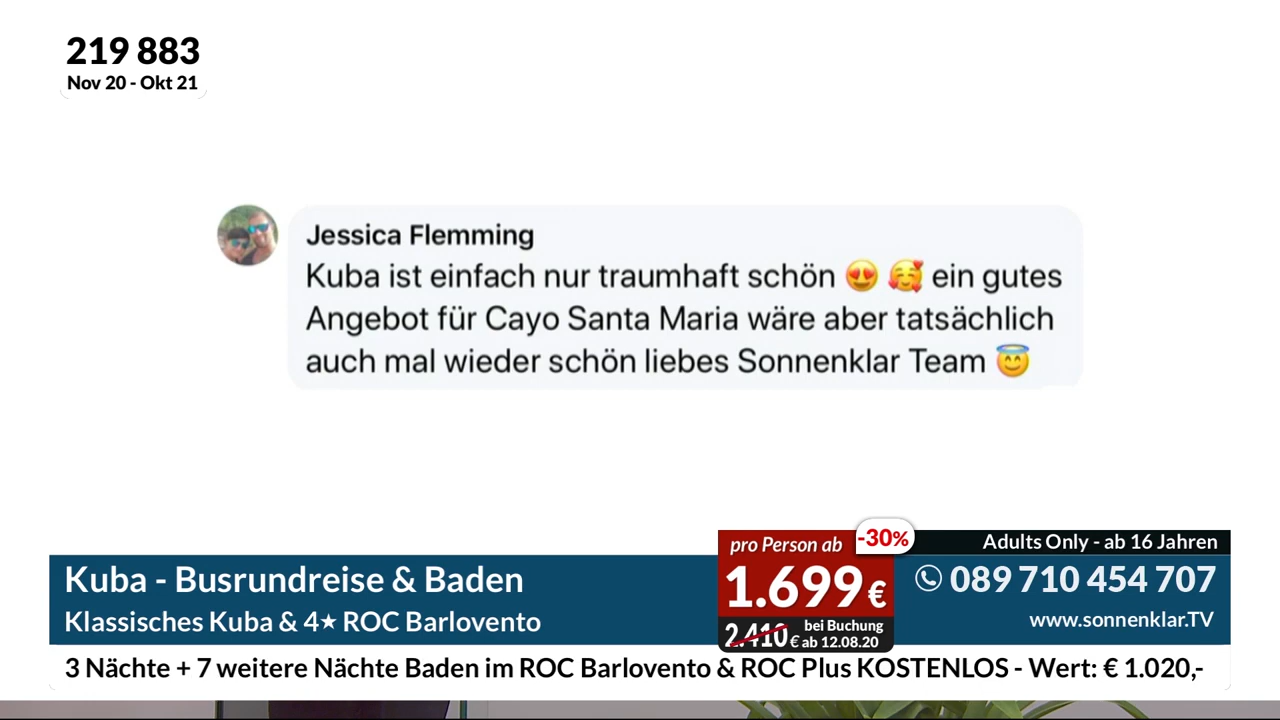 219 883
Nov 20 - Okt 21
Jessica Flemming
Kuba ist einfach nur traumhaft schön 😍 🥰 ein gutes
Angebot für Cayo Santa Maria wäre aber tatsächlich
auch mal wieder schön liebes Sonnenklar Team 😇
pro Person ab
-30%
Adults Only - ab 16 Jahren
Kuba - Busrundreise & Baden
1.699 €
089 710 454 707
Klassisches Kuba & 4★ ROC Barlovento
2.410 € bei Buchung
ab 12.08.20
www.sonnenklar.TV
3 Nächte + 7 weitere Nächte Baden im ROC Barlovento & ROC Plus KOSTENLOS - Wert: € 1.020,-